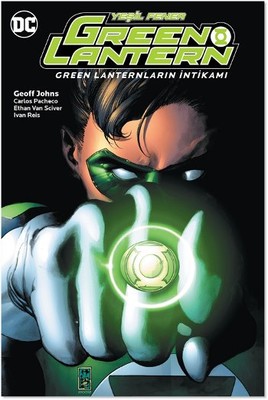 DC
YEŞİL FENER
GREEN LANTERN
GREEN LANTERNLARIN İNTİKAMI
Geoff Johns
Carlos Pacheco
Ethan Van Sciver
Ivan Reis